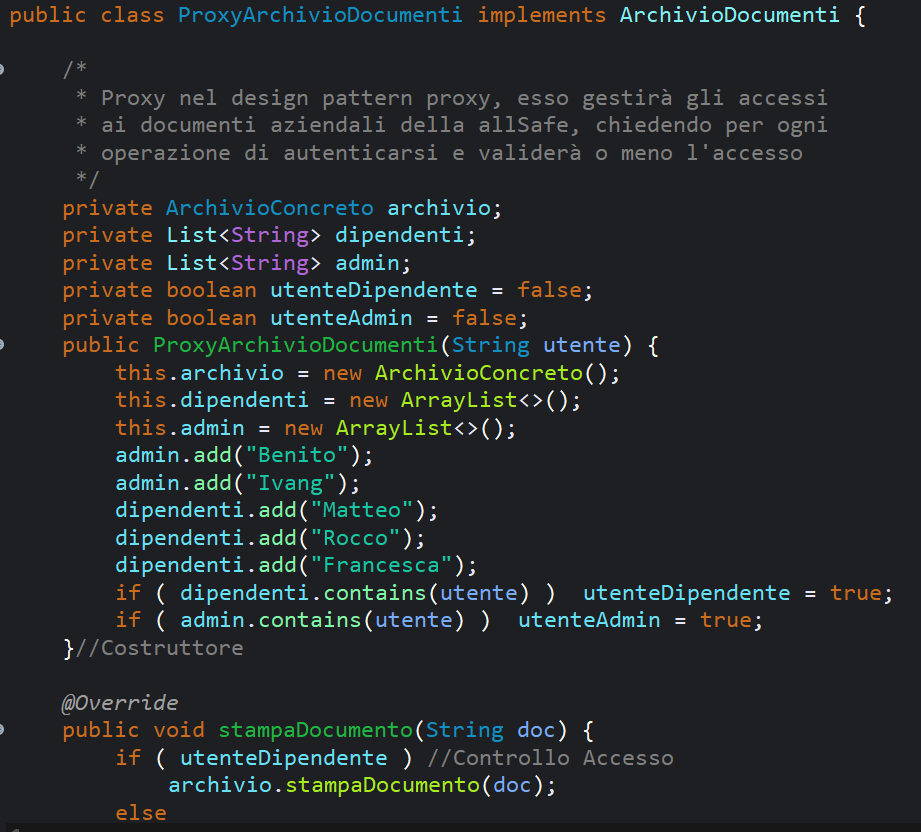 public class ProxyArchivioDocumenti implements ArchivioDocumenti {
/*
* Proxy nel design pattern proxy, esso gestirà gli accessi
* ai documenti aziendali della allSafe, chiedendo per ogni
* operazione di autenticarsi e validerà o meno l'accesso
*/
private ArchivioConcreto archivio;
private List<String> dipendenti;
private List<String> admin;
private boolean utenteDipendente = false;
private boolean utenteAdmin = false;
public ProxyArchivioDocumenti(String utente) {
this.archivio = new ArchivioConcreto();
this.dipendenti = new ArrayList<>();
this.admin = new ArrayList<>();
admin.add("Benito");
admin.add("Ivang");
dipendenti.add("Matteo");
dipendenti.add("Rocco");
dipendenti.add("Francesca");
if ( dipendenti.contains(utente) )  utenteDipendente = true;
if ( admin.contains(utente) )  utenteAdmin = true;
}//Costruttore
@Override
public void stampaDocumento(String doc) {
if ( utenteDipendente ) //Controllo Accesso
archivio.stampaDocumento(doc);
else